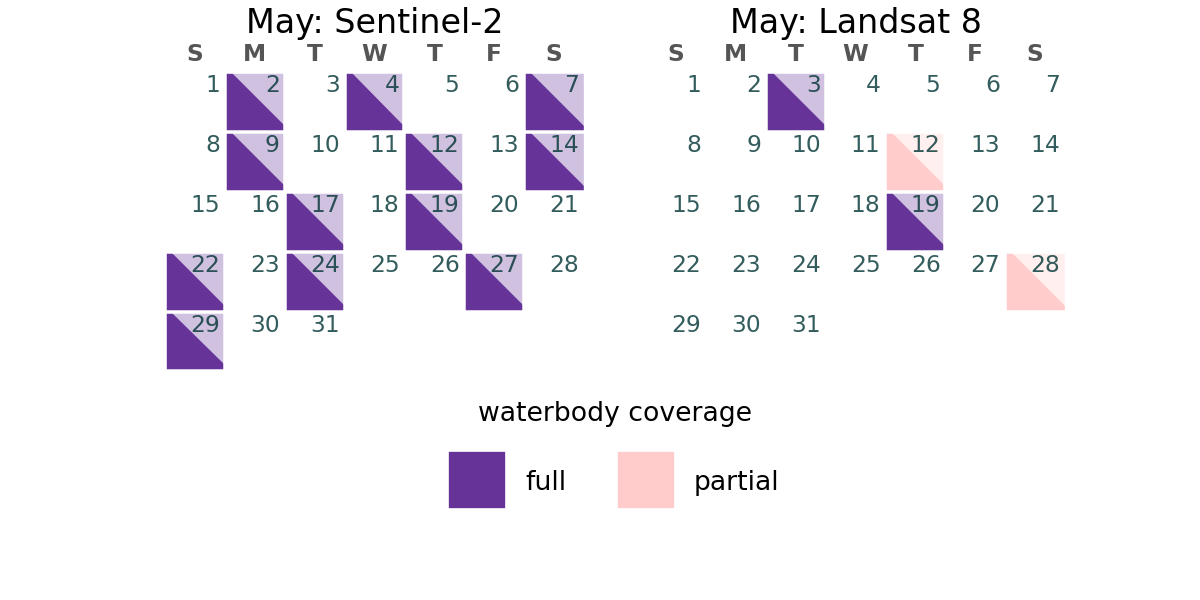 May: Sentinel-2
S M T W T F S
1 2 3 4 5 6 7
8 9 10 11 12 13 14
15 16 17 18 19 20 21
22 23 24 25 26 27 28
29 30 31
May: Landsat 8
S M T W T F S
1 2 3 4 5 6 7
8 9 10 11 12 13 14
15 16 17 18 19 20 21
22 23 24 25 26 27 28
29 30 31
waterbody coverage
full
partial